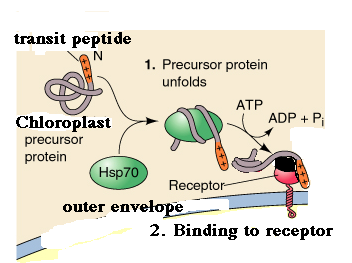 transit peptide
N
1. Precursor protein
unfolds
ATP
ADP + Pi
Chloroplast
precursor
protein
Hsp70
Receptor
outer envelope
2. Binding to receptor